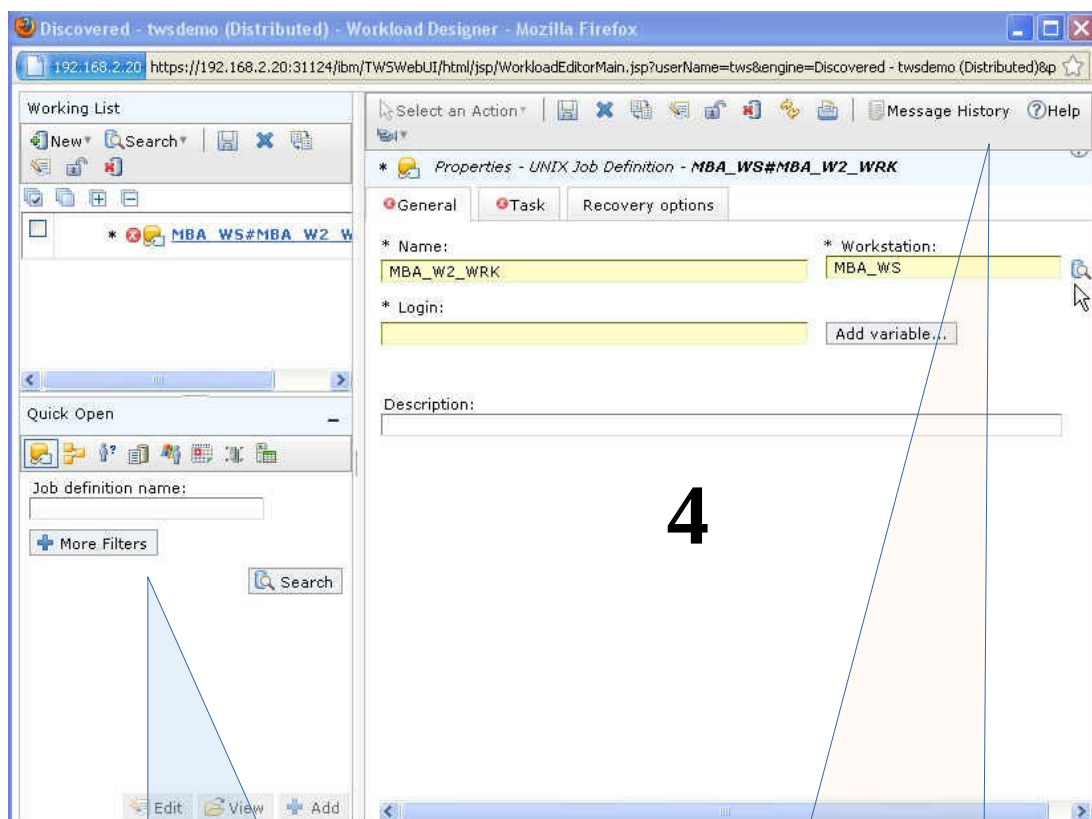 Discovered - twsdemo (Distributed) - Workload Designer - Mozilla Firefox
192.168.2.20 https://192.168.2.20:31124/ibm/TWSWebUI/html/jsp/WorkloadEditorMain.jsp?userName=tws&engine=Discovered - twsdemo (Distributed)&p
Working List
New Search
* MBA_WS#MBA_W2_W
Quick Open
Job definition name:
More Filters
Search
Edit View Add
Select an Action Message History ?Help
* Properties - UNIX Job Definition - MBA_WS#MBA_W2_WRK
General Task Recovery options
* Name: * Workstation:
MBA_W2_WRK MBA_WS
* Login:
Add variable...
Description:
4